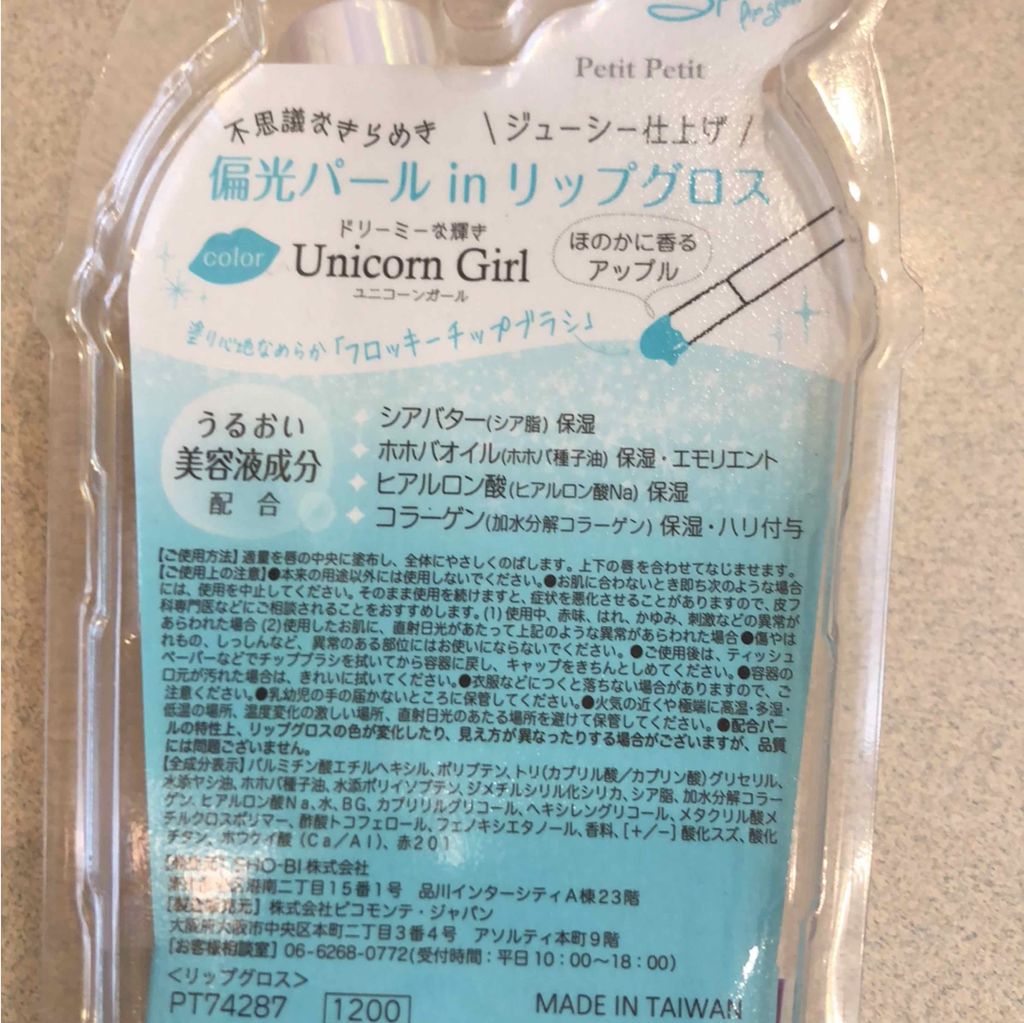 Petit Petit
不思議なきらめき \ ジューシー仕上げ /
偏光パール in リップグロス
ドリーミーな輝き
color Unicorn Girl
ユニコーンガール
ほのかに香る
アップル
塗り心地なめらか「フロッキーチップブラシ」
うるおい
美容液成分
配合
シアバター(シア脂) 保湿
ホホバオイル(ホホバ種子油) 保湿・エモリエント
ヒアルロン酸(ヒアルロン酸Na) 保湿
コラーゲン(加水分解コラーゲン) 保湿・ハリ付与
【ご使用方法】適量を唇の中央に塗布し、全体にやさしくのばします。上下の唇を合わせてなじませます。
【ご使用上の注意】●本来の用途以外には使用しないでください。●お肌に合わないとき即ち次のような場合
には、使用を中止してください。そのまま使用を続けますと、症状を悪化させることがありますので、皮フ
科専門医などにご相談されることをおすすめします。(1)使用中、赤味、はれ、かゆみ、刺激などの異常が
あらわれた場合(2)使用したお肌に、直射日光があたって上記のような異常があらわれた場合●傷やは
れもの、しっしんなど、異常のある部位にはお使いにならないでください。●ご使用後は、ティッシュ
ペーパーなどでチップブラシを拭いてから容器に戻し、キャップをきちんとしめてください。●容器の
口元が汚れた場合は、きれいに拭いてください。●衣服などにつくと落ちない場合がありますので、ご
注意ください。●乳幼児の手の届かないところに保管してください。●火気の近くや極端に高温・多湿・
低温の場所、温度変化の激しい場所、直射日光のあたる場所を避けて保管してください。●配合パー
ルの特性上、リップグロスの色が変化したり、見え方が異なったりする場合がございますが、品質
には問題ございません。
【全成分表示】パルミチン酸エチルヘキシル、ポリブテン、トリ(カプリル酸/カプリン酸)グリセリル、
水添ヤシ油、ホホバ種子油、水添ポリイソブテン、ジメチルシリル化シリカ、シア脂、加水分解コラー
ゲン、ヒアルロン酸Na、水、BG、カプリリルグリコール、ヘキシレングリコール、メタクリル酸メ
チルクロスポリマー、酢酸トコフェロール、フェノキシエタノール、香料、[+/−]酸化スズ、酸化
チタン、ホウケイ酸(Ca/Al)、赤201
SHO-BI株式会社
港南二丁目15番1号 品川インターシティA棟23階
【製造販売元】株式会社ピコモンテ・ジャパン
大阪府大阪市中央区本町二丁目3番4号 アソルティ本町9階
【お客様相談室】06-6268-0772(受付時間:平日10:00〜18:00)
<リップグロス>
PT74287 1200 MADE IN TAIWAN